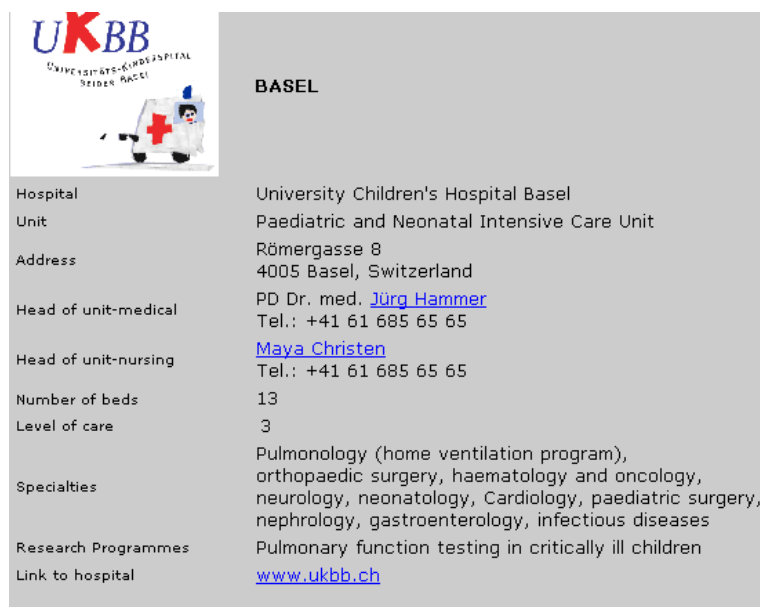 UKBB
UNIVERSITÄTS-KINDERSPITAL
BEIDER BASEL
BASEL
Hospital University Children's Hospital Basel
Unit Paediatric and Neonatal Intensive Care Unit
Address Römergasse 8
4005 Basel, Switzerland
Head of unit-medical PD Dr. med. Jürg Hammer
Tel.: +41 61 685 65 65
Head of unit-nursing Maya Christen
Tel.: +41 61 685 65 65
Number of beds 13
Level of care 3
Specialties Pulmonology (home ventilation program),
orthopaedic surgery, haematology and oncology,
neurology, neonatology, Cardiology, paediatric surgery,
nephrology, gastroenterology, infectious diseases
Research Programmes Pulmonary function testing in critically ill children
Link to hospital www.ukbb.ch